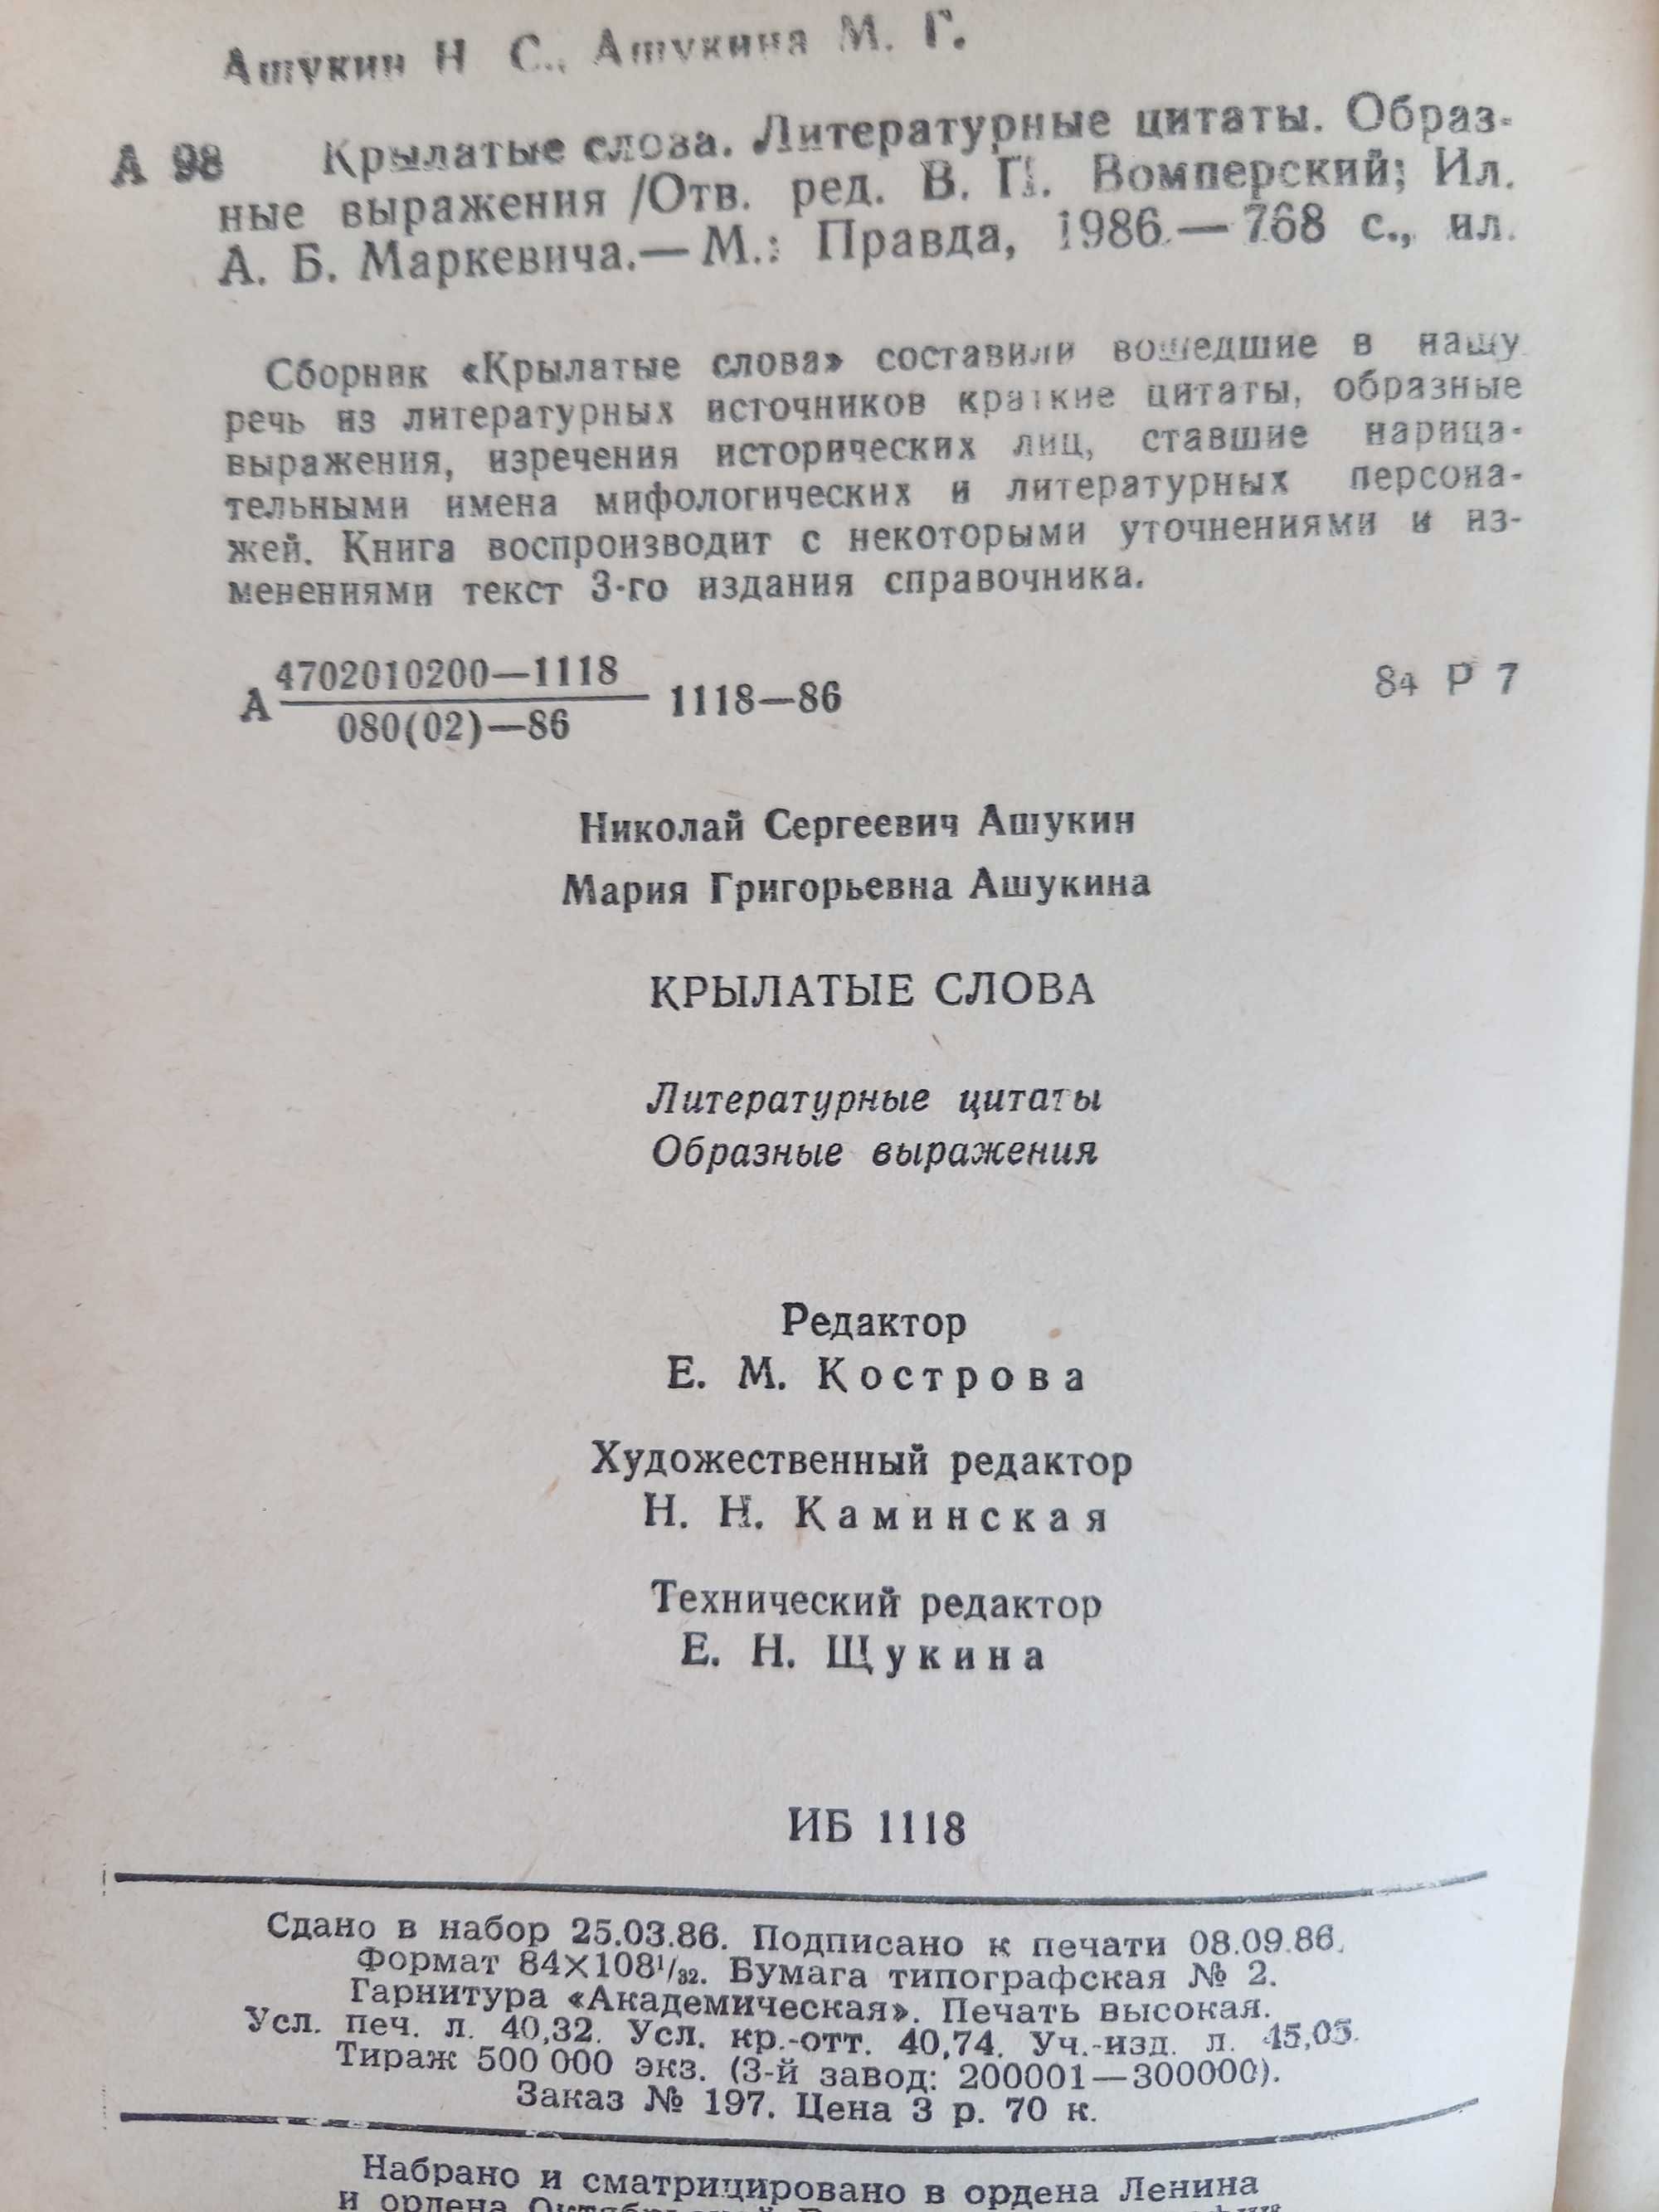 Ашукин Н С., Ашукина М. Г.
А 98 Крылатые слова. Литературные цитаты. Образ-
ные выражения /Отв. ред. В. П. Вомперский; Ил.
А. Б. Маркевича.— М.: Правда, 1986.— 768 с., ил.
Сборник «Крылатые слова» составили вошедшие в нашу
речь из литературных источников краткие цитаты, образные
выражения, изречения исторических лиц, ставшие нарица-
тельными имена мифологических и литературных персона-
жей. Книга воспроизводит с некоторыми уточнениями и из-
менениями текст 3-го издания справочника.
4702010200—1118
А 1118—86 84 Р 7
080(02)—86
Николай Сергеевич Ашукин
Мария Григорьевна Ашукина
КРЫЛАТЫЕ СЛОВА
Литературные цитаты
Образные выражения
Редактор
Е. М. Кострова
Художественный редактор
Н. Н. Каминская
Технический редактор
Е. Н. Щукина
ИБ 1118
Сдано в набор 25.03.86. Подписано к печати 08.09.86.
Формат 84×108¹/₃₂. Бумага типографская № 2.
Гарнитура «Академическая». Печать высокая.
Усл. печ. л. 40,32. Усл. кр.-отт. 40,74. Уч.-изд. л. 45,05.
Тираж 500 000 экз. (3-й завод: 200001—300000).
Заказ № 197. Цена 3 р. 70 к.
Набрано и сматрицировано в ордена Ленина
и ордена Октябрьской